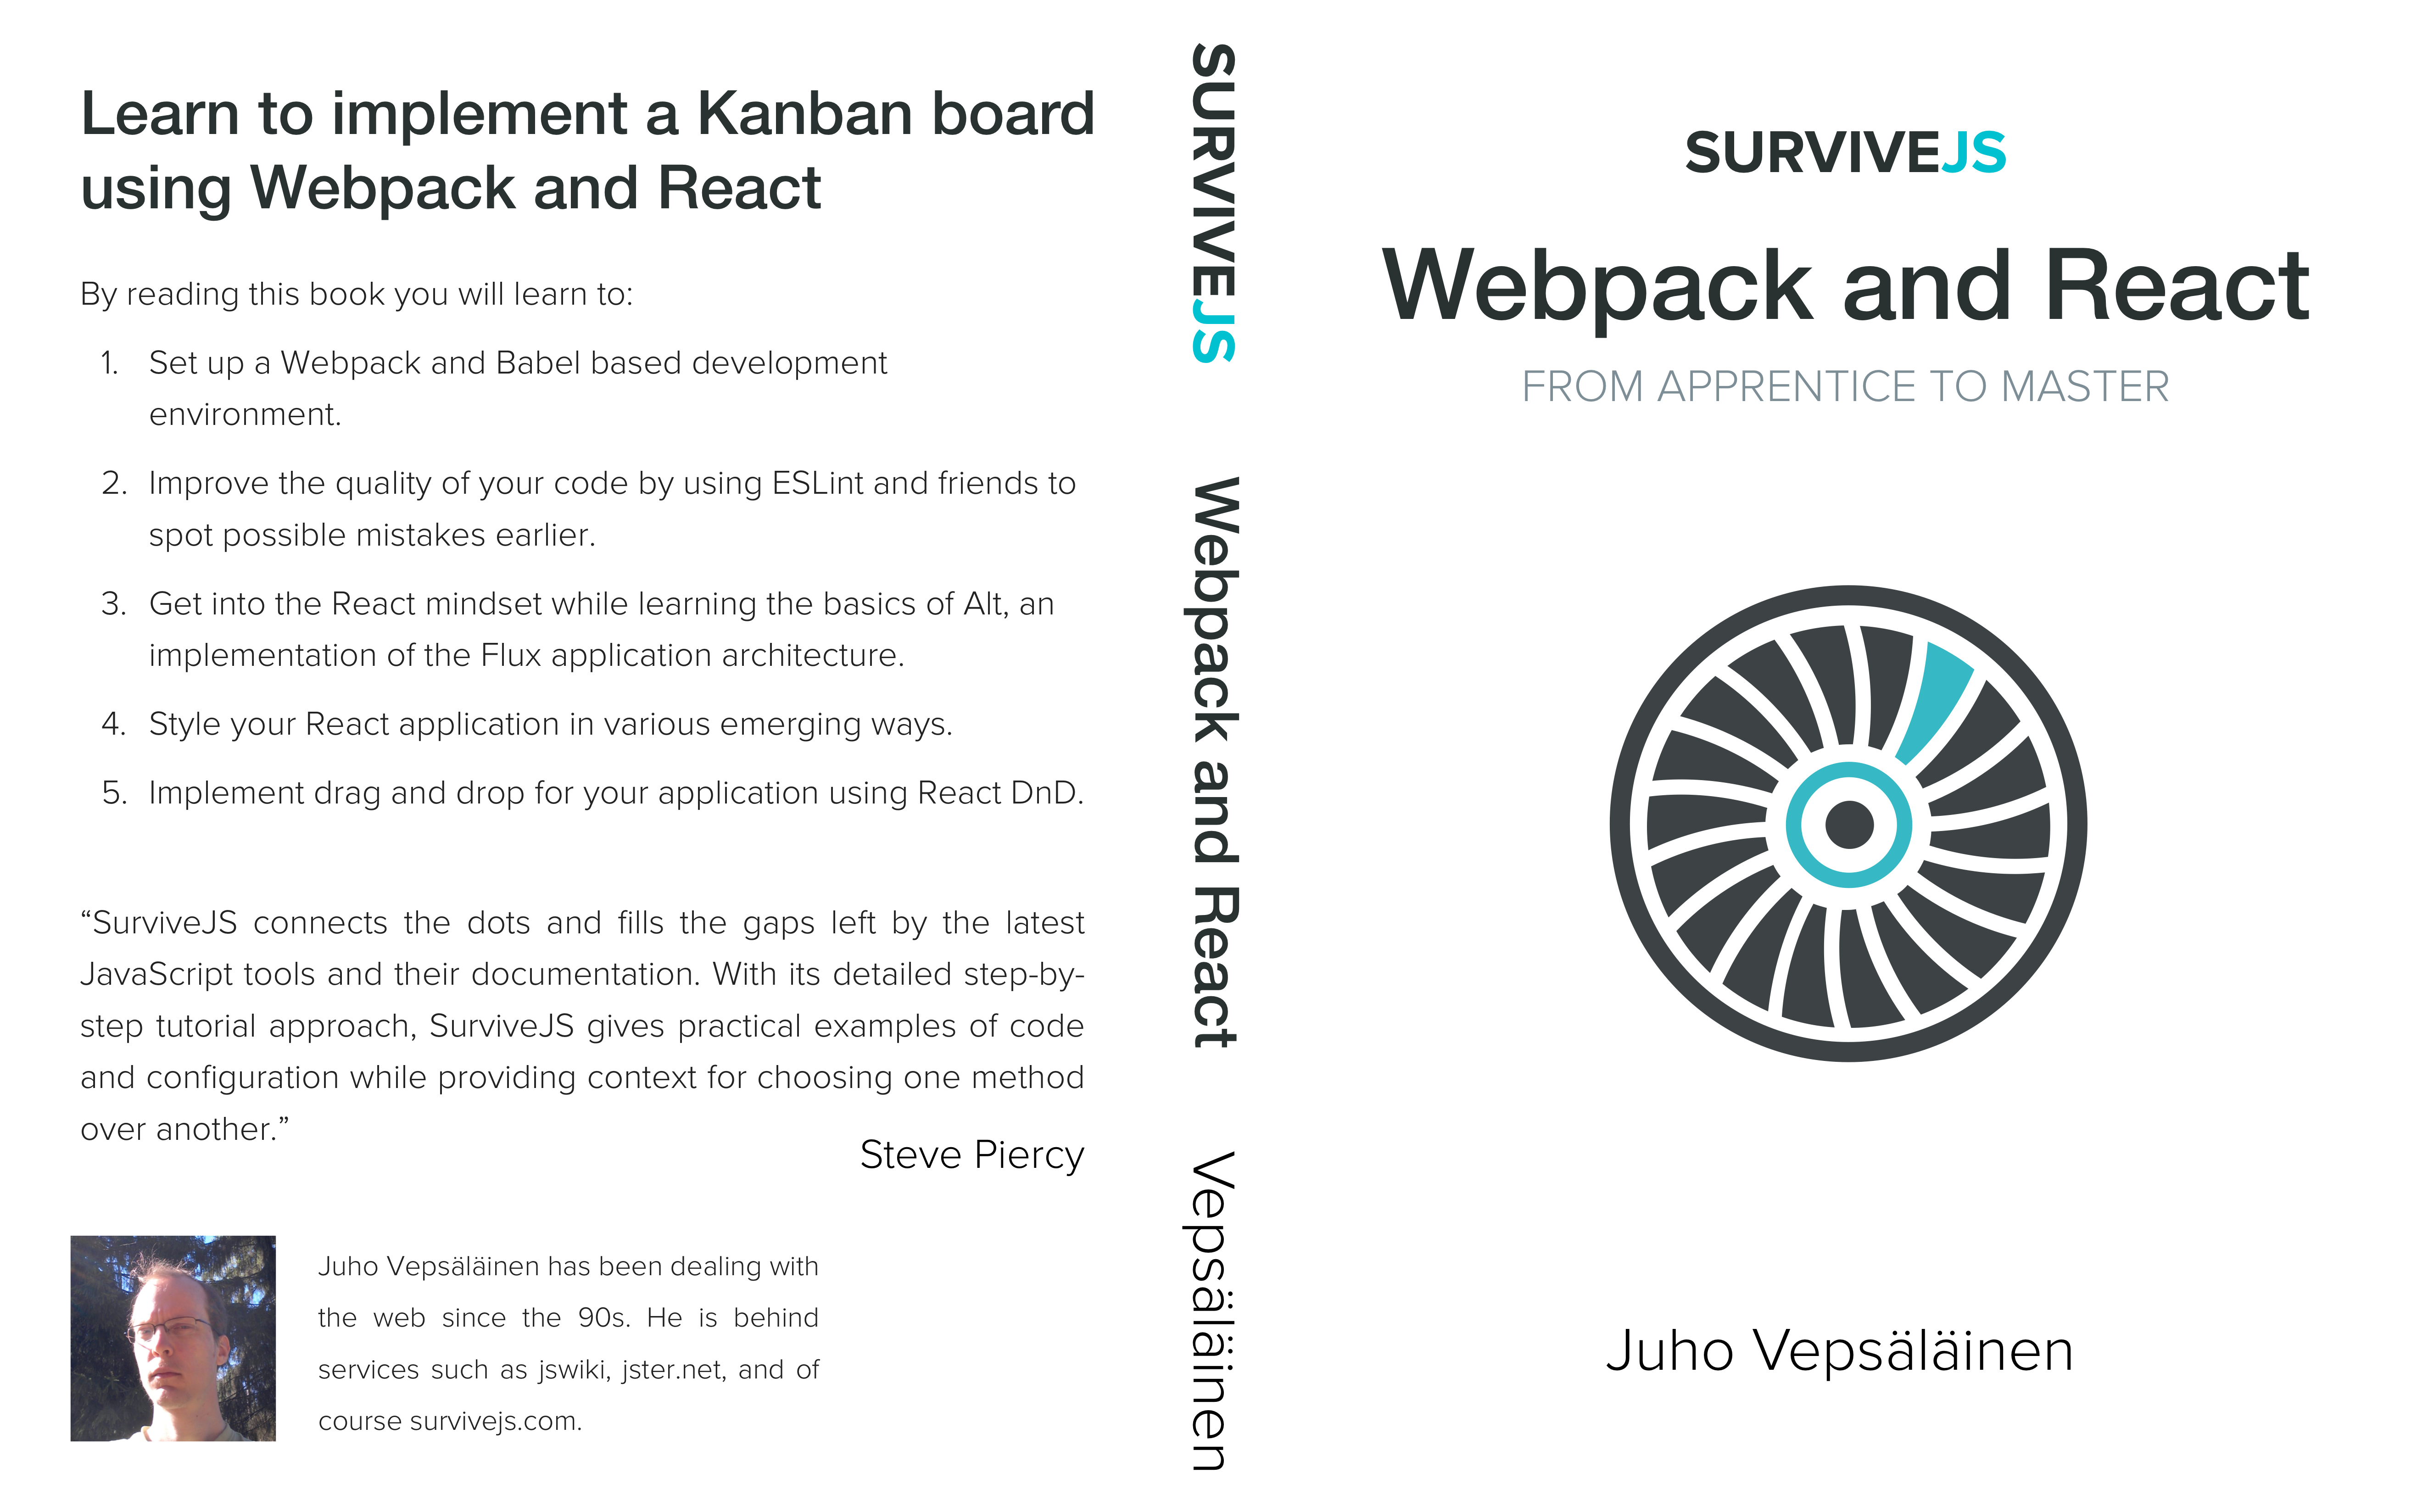 Learn to implement a Kanban board
using Webpack and React
By reading this book you will learn to:
1. Set up a Webpack and Babel based development
environment.
2. Improve the quality of your code by using ESLint and friends to
spot possible mistakes earlier.
3. Get into the React mindset while learning the basics of Alt, an
implementation of the Flux application architecture.
4. Style your React application in various emerging ways.
5. Implement drag and drop for your application using React DnD.
“SurviveJS connects the dots and fills the gaps left by the latest
JavaScript tools and their documentation. With its detailed step-by-
step tutorial approach, SurviveJS gives practical examples of code
and configuration while providing context for choosing one method
over another.”
Steve Piercy
Juho Vepsäläinen has been dealing with
the web since the 90s. He is behind
services such as jswiki, jster.net, and of
course survivejs.com.
SURVIVEJS Webpack and React Vepsäläinen
SURVIVEJS
Webpack and React
FROM APPRENTICE TO MASTER
Juho Vepsäläinen